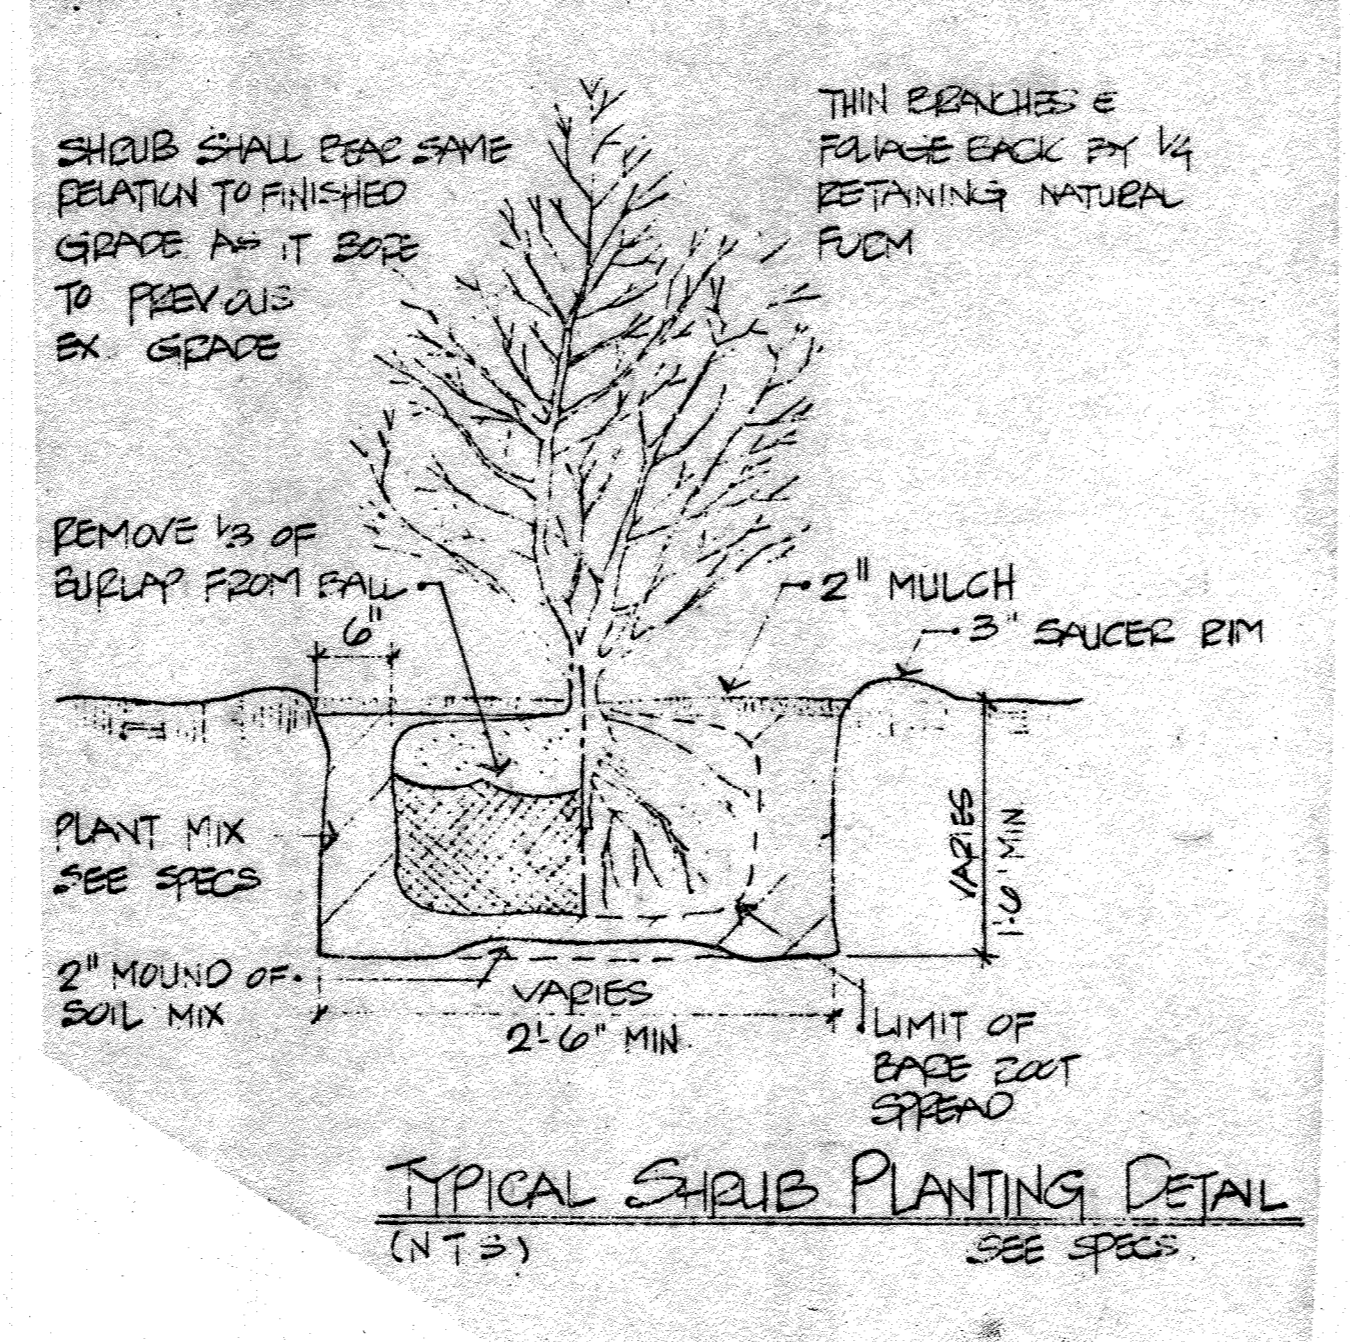 SHRUB SHALL BEAR SAME
RELATION TO FINISHED
GRADE AS IT BORE
TO PREVIOUS
EX. GRADE
THIN BRANCHES &
FOLIAGE BACK BY 1/4
RETAINING NATURAL
FORM
REMOVE 1/3 OF
BURLAP FROM BALL
6"
2" MULCH
3" SAUCER RIM
PLANT MIX
SEE SPECS
VARIES
1'-6" MIN
2" MOUND OF
SOIL MIX
VARIES
2'-6" MIN.
LIMIT OF
BARE ROOT
SPREAD
TYPICAL SHRUB PLANTING DETAIL
(NTS)
SEE SPECS.